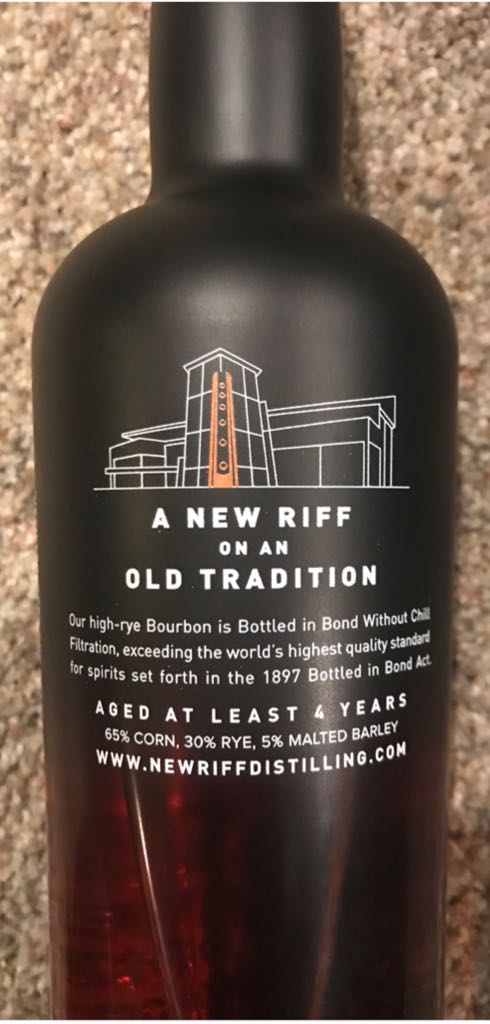 A NEW RIFF
ON AN
OLD TRADITION
Our high-rye Bourbon is Bottled in Bond Without Chill
Filtration, exceeding the world's highest quality standard
for spirits set forth in the 1897 Bottled in Bond Act.
AGED AT LEAST 4 YEARS
65% CORN, 30% RYE, 5% MALTED BARLEY
WWW.NEWRIFFDISTILLING.COM